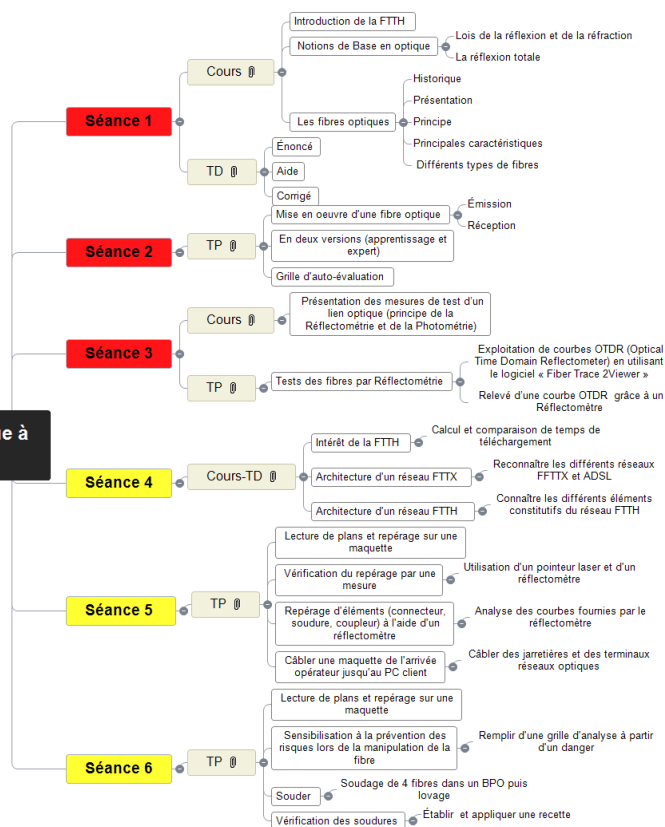 Introduction de la FTTH
Notions de Base en optique
Lois de la réflexion et de la réfraction
La réflexion totale
Cours
Historique
Présentation
Les fibres optiques
Principe
Principales caractéristiques
Différents types de fibres
Séance 1
Énoncé
TD
Aide
Corrigé
Mise en oeuvre d'une fibre optique
Émission
Réception
Séance 2
TP
En deux versions (apprentissage et
expert)
Grille d'auto-évaluation
Séance 3
Cours
Présentation des mesures de test d'un
lien optique (principe de la
Réflectométrie et de la Photométrie)
TP
Tests des fibres par Réflectométrie
Exploitation de courbes OTDR (Optical
Time Domain Reflectometer) en utilisant
le logiciel « Fiber Trace 2Viewer »
Relevé d'une courbe OTDR grâce à un
Réflectomètre
e à
Séance 4
Cours-TD
Intérêt de la FTTH
Calcul et comparaison de temps de
téléchargement
Architecture d'un réseau FTTX
Reconnaître les différents réseaux
FFTTX et ADSL
Architecture d'un réseau FTTH
Connaître les différents éléments
constitutifs du réseau FTTH
Séance 5
TP
Lecture de plans et repérage sur une
maquette
Vérification du repérage par une
mesure
Utilisation d'un pointeur laser et d'un
réflectomètre
Repérage d'éléments (connecteur,
soudure, coupleur) à l'aide d'un
réflectomètre
Analyse des courbes fournies par le
réflectomètre
Câbler une maquette de l'arrivée
opérateur jusqu'au PC client
Câbler des jarretières et des terminaux
réseaux optiques
Séance 6
TP
Lecture de plans et repérage sur une
maquette
Sensibilisation à la prévention des
risques lors de la manipulation de la
fibre
Remplir d'une grille d'analyse à partir
d'un danger
Souder
Soudage de 4 fibres dans un BPO puis
lovage
Vérification des soudures
Établir et appliquer une recette